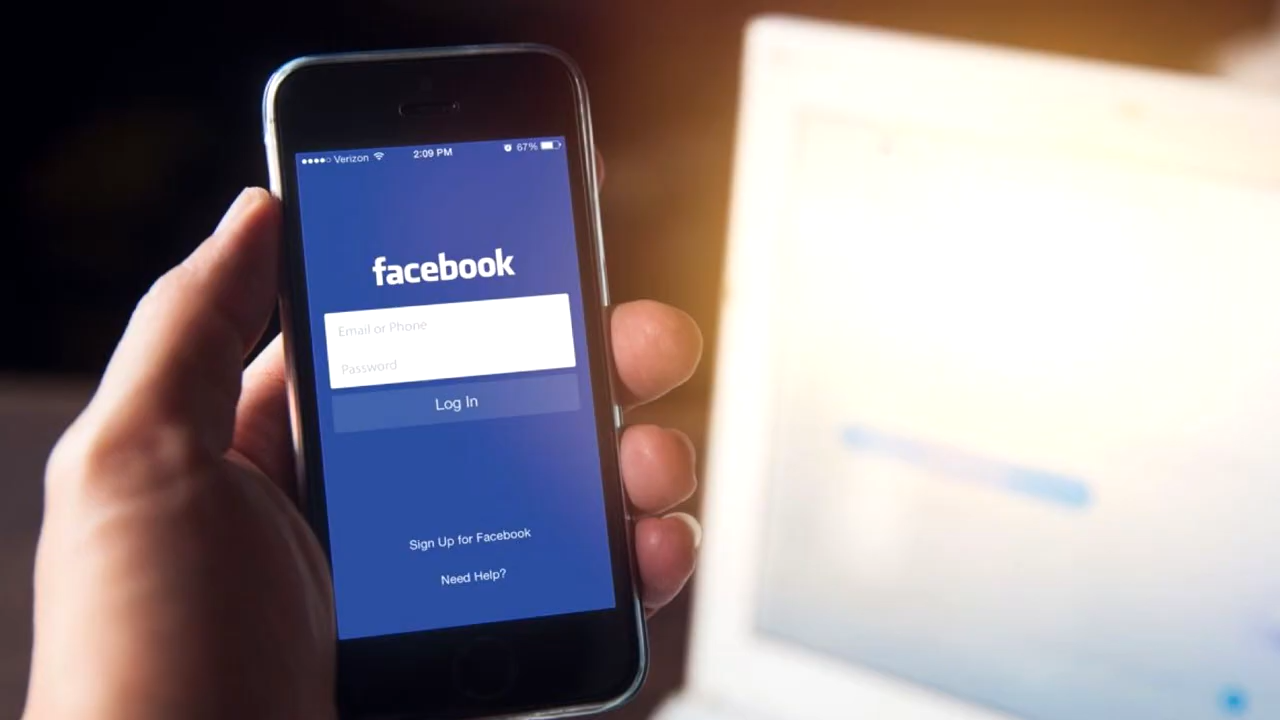 Verizon 2:09 PM 67%
facebook
Email or Phone
Password
Log In
Sign Up for Facebook
Need Help?